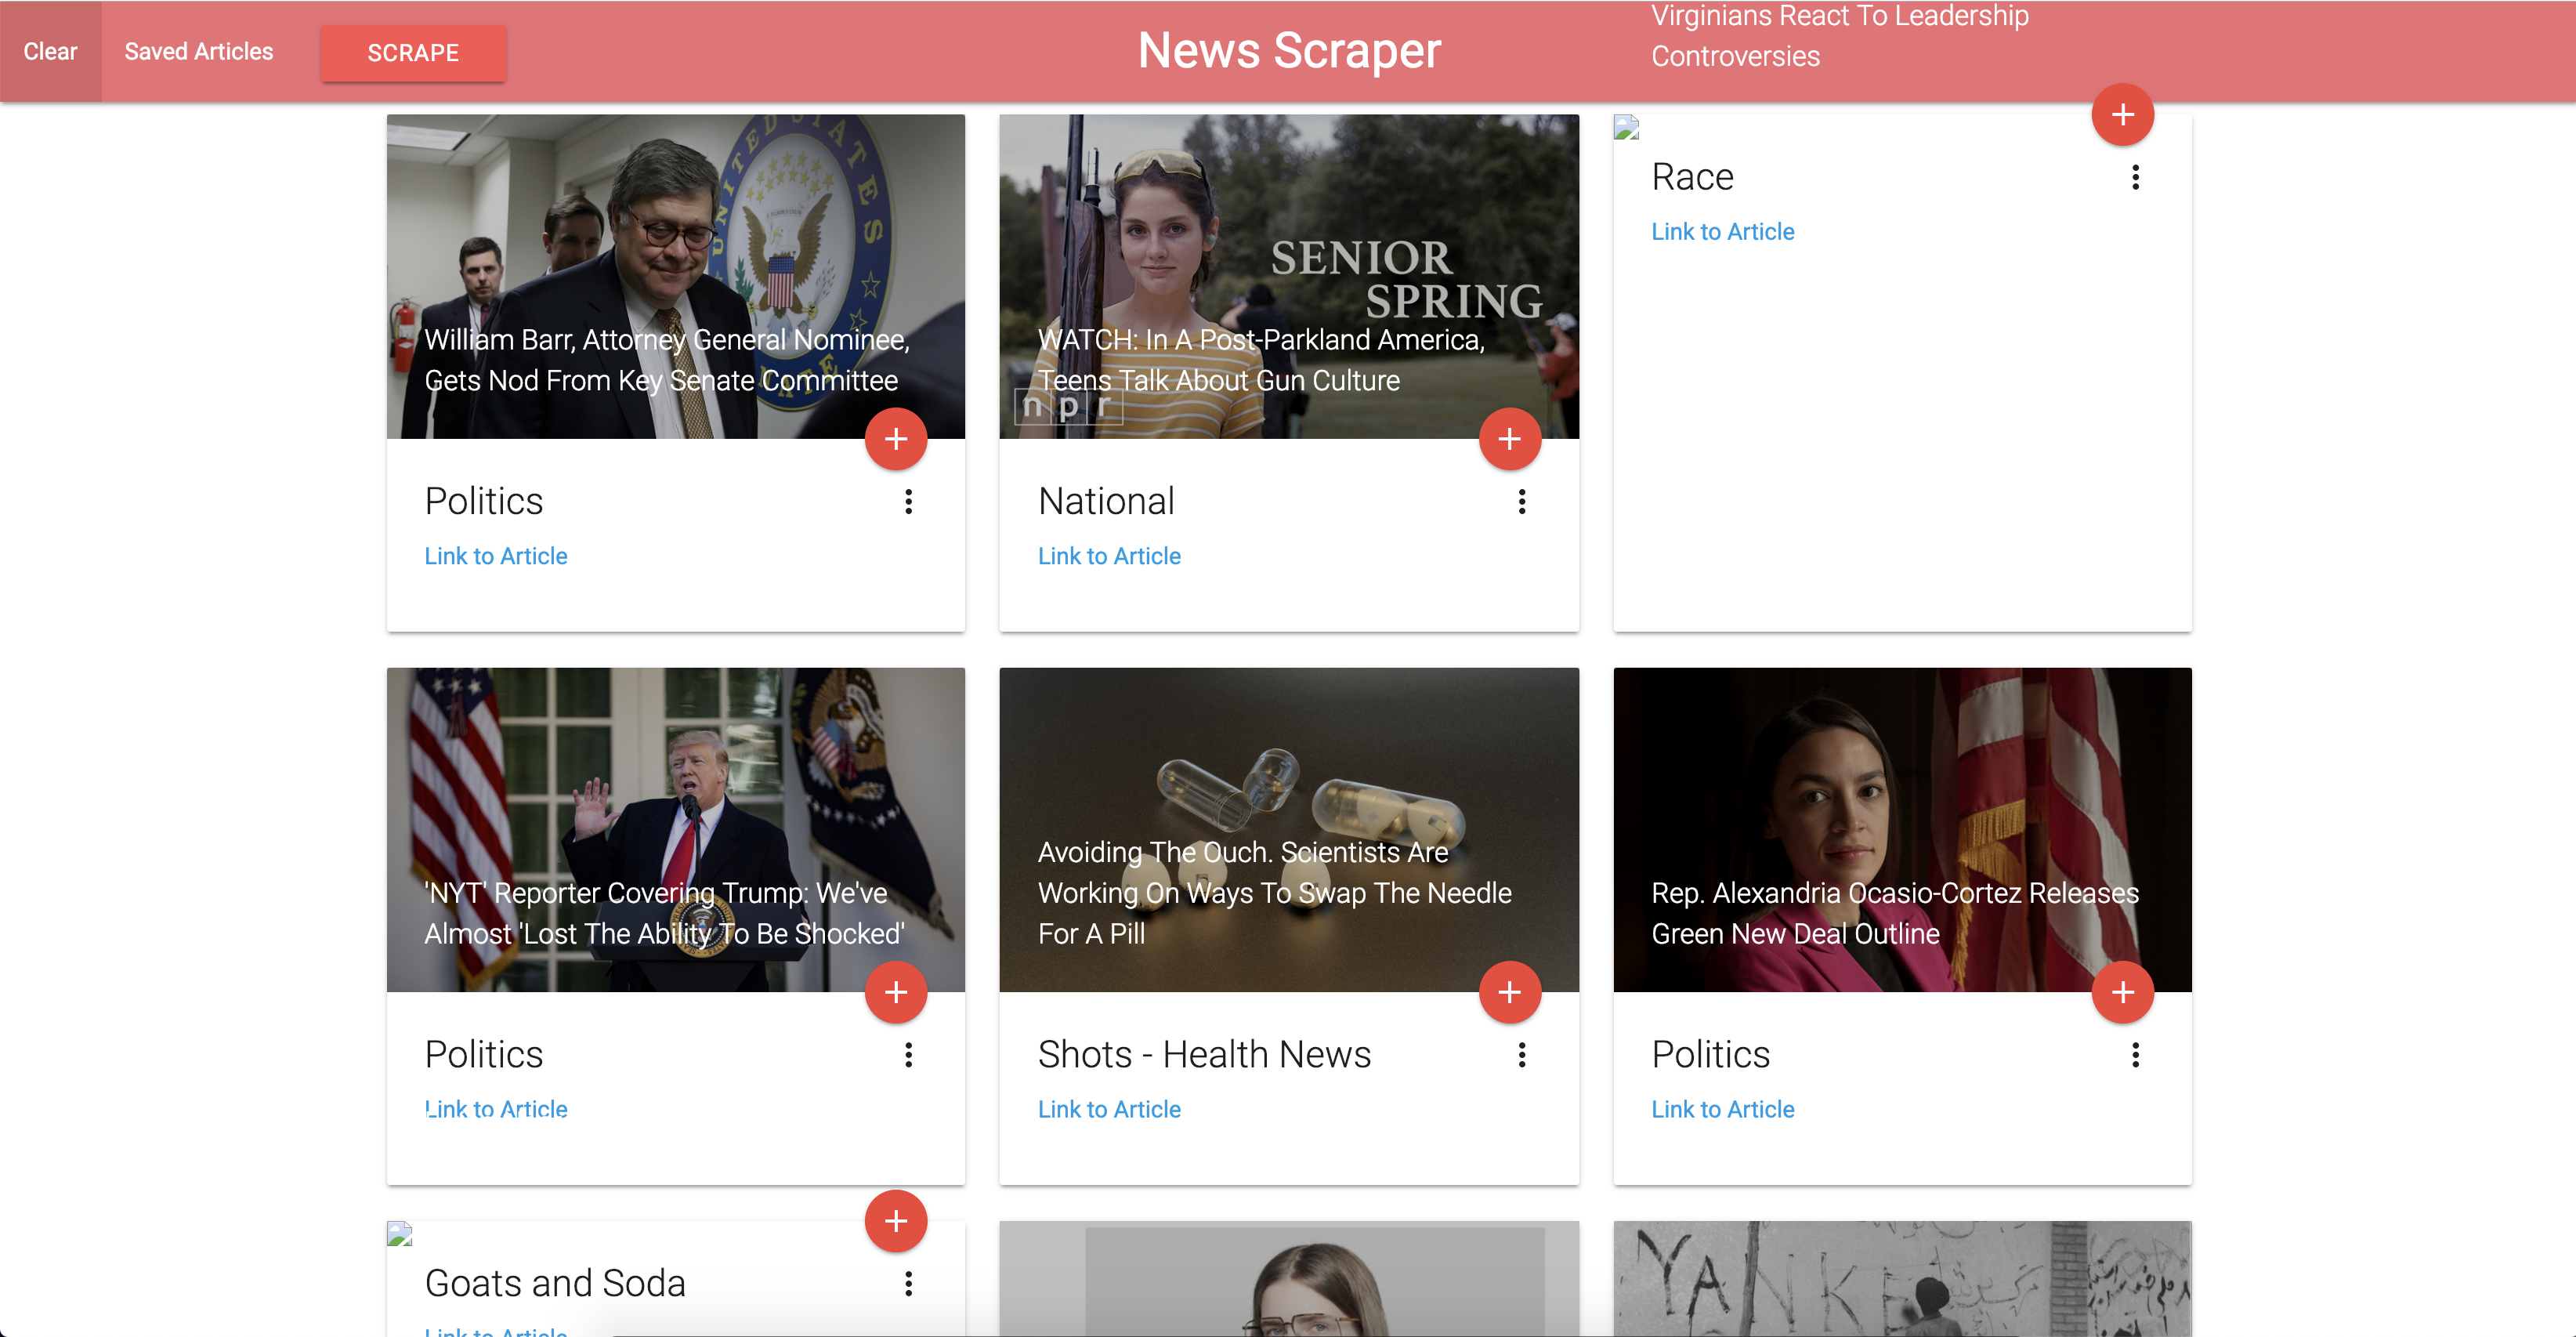 Clear
Saved Articles
SCRAPE
News Scraper
Virginians React To Leadership
Controversies
UNITED STATES
William Barr, Attorney General Nominee,
Gets Nod From Key Senate Committee
Politics
Link to Article
SENIOR
SPRING
WATCH: In A Post-Parkland America,
Teens Talk About Gun Culture
npr
National
Link to Article
Race
Link to Article
'NYT' Reporter Covering Trump: We've
Almost 'Lost The Ability To Be Shocked'
Politics
Link to Article
Avoiding The Ouch. Scientists Are
Working On Ways To Swap The Needle
For A Pill
Shots - Health News
Link to Article
Rep. Alexandria Ocasio-Cortez Releases
Green New Deal Outline
Politics
Link to Article
Goats and Soda
Link to Article
YANKE